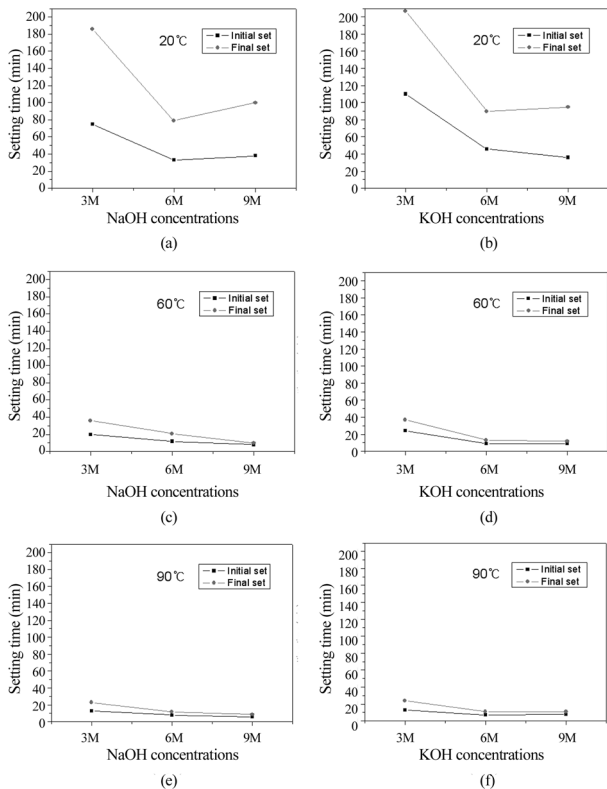 200
180
160
140
120
100
80
60
40
20
0
Setting time (min)
20℃
Initial set
Final set
3M 6M 9M
NaOH concentrations
(a)
200
180
160
140
120
100
80
60
40
20
0
Setting time (min)
20℃
Initial set
Final set
3M 6M 9M
KOH concentrations
(b)
200
180
160
140
120
100
80
60
40
20
0
Setting time (min)
60℃
Initial set
Final set
3M 6M 9M
NaOH concentrations
(c)
200
180
160
140
120
100
80
60
40
20
0
Setting time (min)
60℃
Initial set
Final set
3M 6M 9M
KOH concentrations
(d)
200
180
160
140
120
100
80
60
40
20
0
Setting time (min)
90℃
Initial set
Final set
3M 6M 9M
NaOH concentrations
(e)
200
180
160
140
120
100
80
60
40
20
0
Setting time (min)
90℃
Initial set
Final set
3M 6M 9M
KOH concentrations
(f)